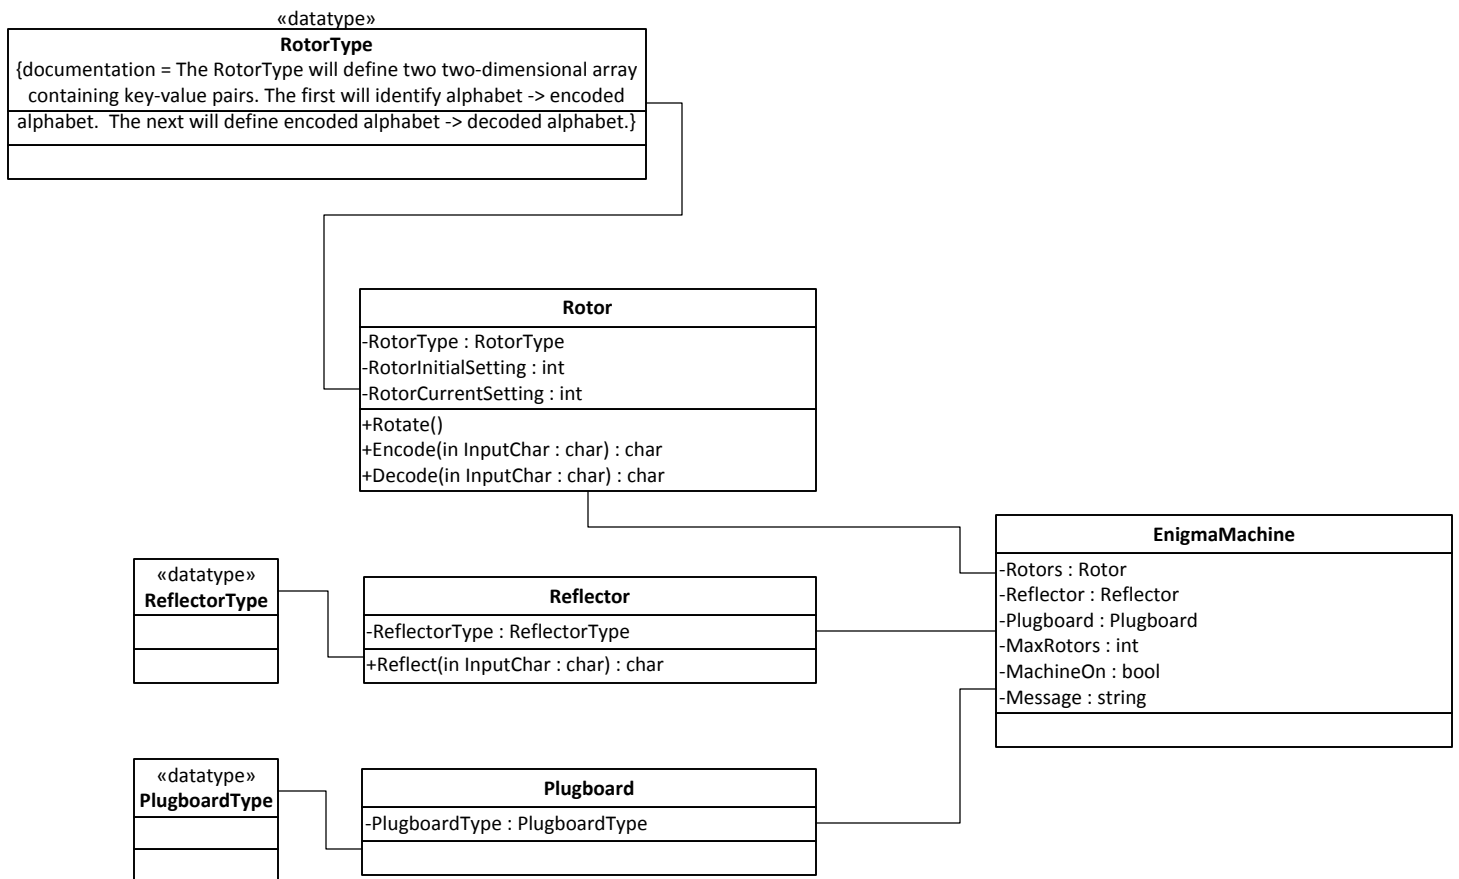 «datatype»
RotorType
{documentation = The RotorType will define two two-dimensional array
containing key-value pairs. The first will identify alphabet -> encoded
alphabet.  The next will define encoded alphabet -> decoded alphabet.}
Rotor
-RotorType : RotorType
-RotorInitialSetting : int
-RotorCurrentSetting : int
+Rotate()
+Encode(in InputChar : char) : char
+Decode(in InputChar : char) : char
EnigmaMachine
-Rotors : Rotor
-Reflector : Reflector
-Plugboard : Plugboard
-MaxRotors : int
-MachineOn : bool
-Message : string
«datatype»
ReflectorType
Reflector
-ReflectorType : ReflectorType
+Reflect(in InputChar : char) : char
«datatype»
PlugboardType
Plugboard
-PlugboardType : PlugboardType